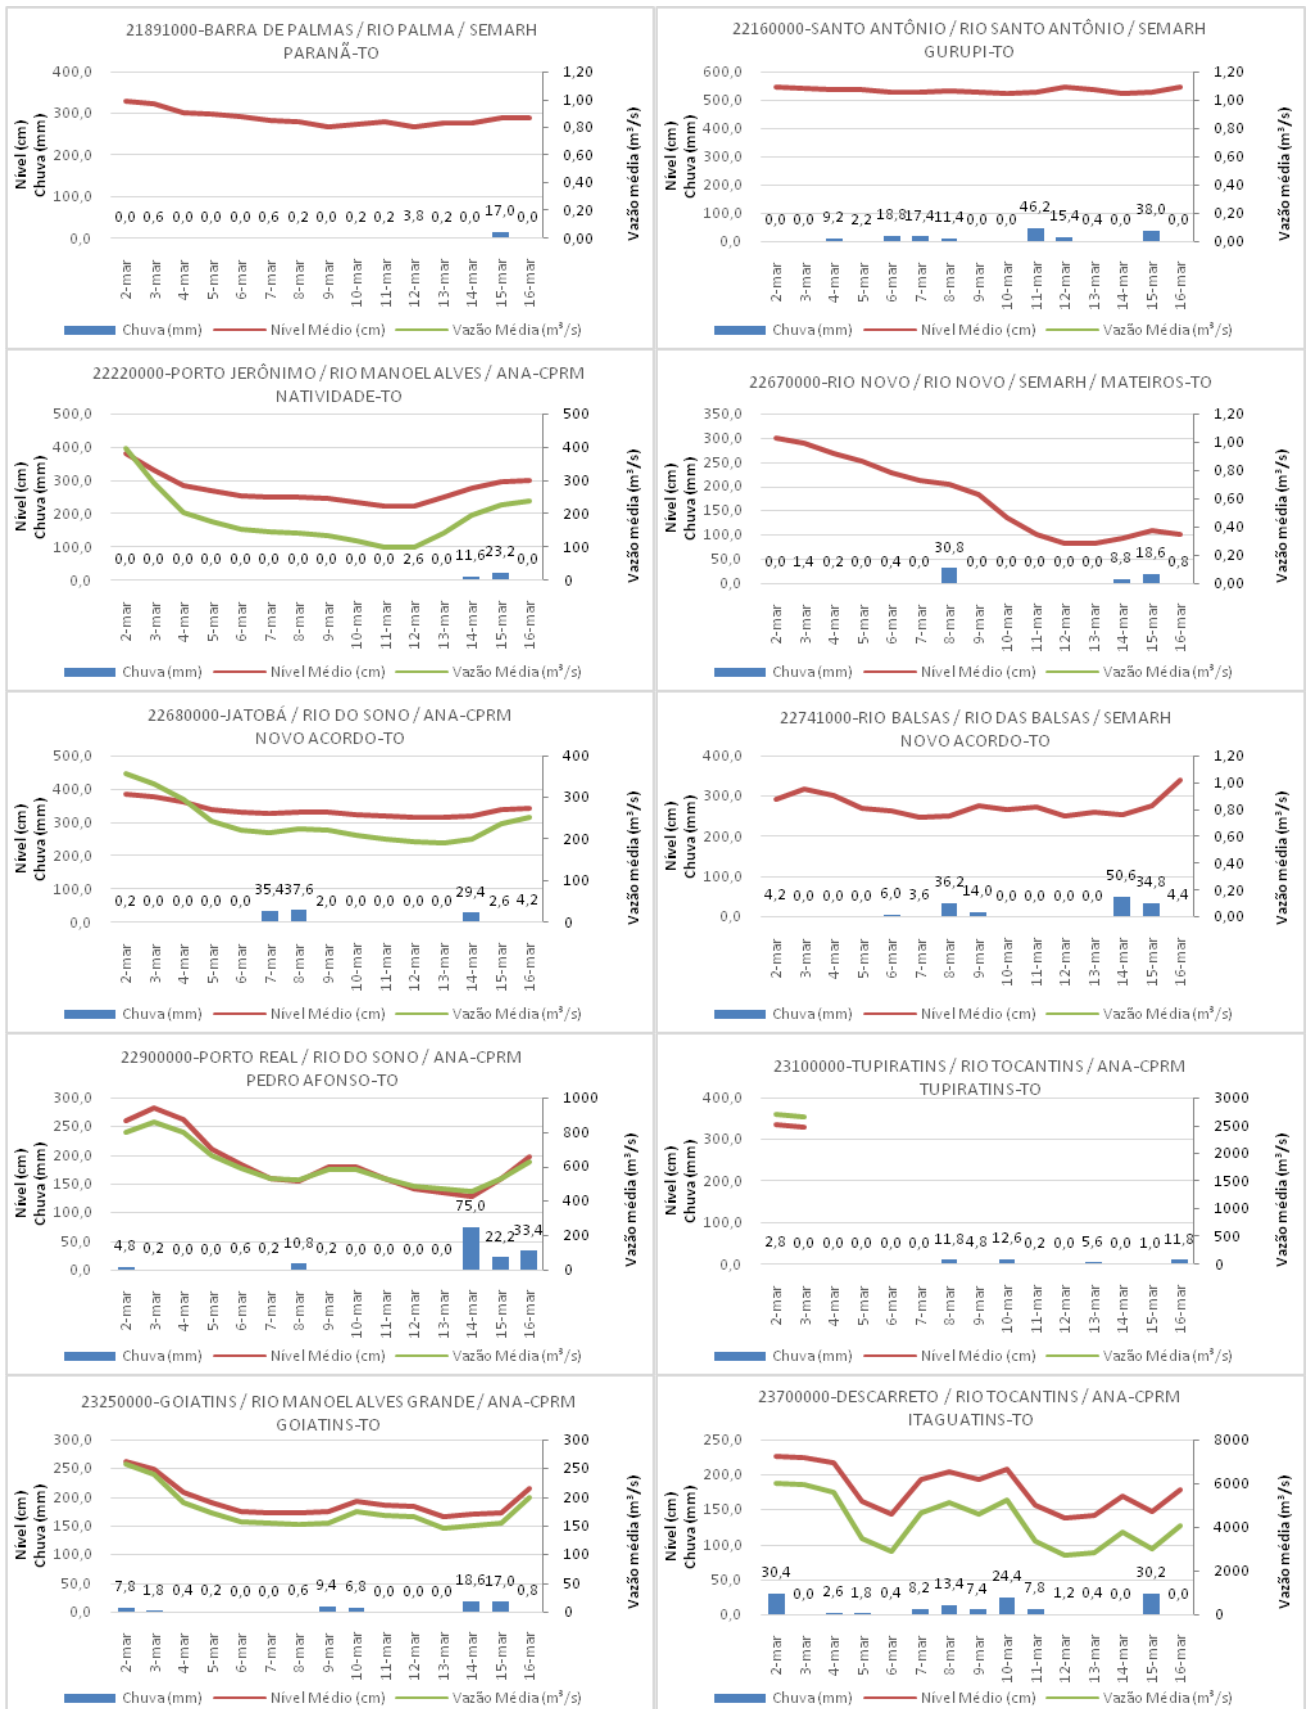 21891000-BARRA DE PALMAS / RIO PALMA / SEMARH
PARANÃ-TO
400,0
300,0
200,0
100,0
0,0
1,20
1,00
0,80
0,60
0,40
0,20
0,00
Nível (cm)
Chuva (mm)
Vazão média (m³/s)
0,0 0,6 0,0 0,0 0,0 0,6 0,2 0,0 0,2 0,2 3,8 0,2 0,0 17,0 0,0
2-mar 3-mar 4-mar 5-mar 6-mar 7-mar 8-mar 9-mar 10-mar 11-mar 12-mar 13-mar 14-mar 15-mar 16-mar
Chuva (mm) Nível Médio (cm) Vazão Média (m³/s)
22160000-SANTO ANTÔNIO / RIO SANTO ANTÔNIO / SEMARH
GURUPI-TO
600,0
500,0
400,0
300,0
200,0
100,0
0,0
1,20
1,00
0,80
0,60
0,40
0,20
0,00
Nível (cm)
Chuva (mm)
Vazão média (m³/s)
0,0 0,0 9,2 2,2 18,8 17,4 11,4 0,0 0,0 46,2 15,4 0,4 0,0 38,0 0,0
2-mar 3-mar 4-mar 5-mar 6-mar 7-mar 8-mar 9-mar 10-mar 11-mar 12-mar 13-mar 14-mar 15-mar 16-mar
Chuva (mm) Nível Médio (cm) Vazão Média (m³/s)
22220000-PORTO JERÔNIMO / RIO MANOEL ALVES / ANA-CPRM
NATIVIDADE-TO
500,0
400,0
300,0
200,0
100,0
0,0
500
400
300
200
100
0
Nível (cm)
Chuva (mm)
Vazão média (m³/s)
0,0 0,0 0,0 0,0 0,0 0,0 0,0 0,0 0,0 0,0 2,6 0,0 11,6 23,2 0,0
2-mar 3-mar 4-mar 5-mar 6-mar 7-mar 8-mar 9-mar 10-mar 11-mar 12-mar 13-mar 14-mar 15-mar 16-mar
Chuva (mm) Nível Médio (cm) Vazão Média (m³/s)
22670000-RIO NOVO / RIO NOVO / SEMARH / MATEIROS-TO
350,0
300,0
250,0
200,0
150,0
100,0
50,0
0,0
1,20
1,00
0,80
0,60
0,40
0,20
0,00
Nível (cm)
Chuva (mm)
Vazão média (m³/s)
0,0 1,4 0,2 0,0 0,4 0,0 30,8 0,0 0,0 0,0 0,0 0,0 8,8 18,6 0,8
2-mar 3-mar 4-mar 5-mar 6-mar 7-mar 8-mar 9-mar 10-mar 11-mar 12-mar 13-mar 14-mar 15-mar 16-mar
Chuva (mm) Nível Médio (cm) Vazão Média (m³/s)
22680000-JATOBÁ / RIO DO SONO / ANA-CPRM
NOVO ACORDO-TO
500,0
400,0
300,0
200,0
100,0
0,0
400
300
200
100
0
Nível (cm)
Chuva (mm)
Vazão média (m³/s)
0,2 0,0 0,0 0,0 0,0 35,4 37,6 2,0 0,0 0,0 0,0 0,0 29,4 2,6 4,2
2-mar 3-mar 4-mar 5-mar 6-mar 7-mar 8-mar 9-mar 10-mar 11-mar 12-mar 13-mar 14-mar 15-mar 16-mar
Chuva (mm) Nível Médio (cm) Vazão Média (m³/s)
22741000-RIO BALSAS / RIO DAS BALSAS / SEMARH
NOVO ACORDO-TO
400,0
300,0
200,0
100,0
0,0
1,20
1,00
0,80
0,60
0,40
0,20
0,00
Nível (cm)
Chuva (mm)
Vazão média (m³/s)
4,2 0,0 0,0 0,0 6,0 3,6 36,2 14,0 0,0 0,0 0,0 0,0 50,6 34,8 4,4
2-mar 3-mar 4-mar 5-mar 6-mar 7-mar 8-mar 9-mar 10-mar 11-mar 12-mar 13-mar 14-mar 15-mar 16-mar
Chuva (mm) Nível Médio (cm) Vazão Média (m³/s)
22900000-PORTO REAL / RIO DO SONO / ANA-CPRM
PEDRO AFONSO-TO
300,0
250,0
200,0
150,0
100,0
50,0
0,0
1000
800
600
400
200
0
Nível (cm)
Chuva (mm)
Vazão média (m³/s)
4,8 0,2 0,0 0,0 0,6 0,2 10,8 0,2 0,0 0,0 0,0 0,0 75,0 22,2 33,4
2-mar 3-mar 4-mar 5-mar 6-mar 7-mar 8-mar 9-mar 10-mar 11-mar 12-mar 13-mar 14-mar 15-mar 16-mar
Chuva (mm) Nível Médio (cm) Vazão Média (m³/s)
23100000-TUPIRATINS / RIO TOCANTINS / ANA-CPRM
TUPIRATINS-TO
400,0
300,0
200,0
100,0
0,0
3000
2500
2000
1500
1000
500
0
Nível (cm)
Chuva (mm)
Vazão média (m³/s)
2,8 0,0 0,0 0,0 0,0 0,0 11,8 4,8 12,6 0,2 0,0 5,6 0,0 1,0 11,8
2-mar 3-mar 4-mar 5-mar 6-mar 7-mar 8-mar 9-mar 10-mar 11-mar 12-mar 13-mar 14-mar 15-mar 16-mar
Chuva (mm) Nível Médio (cm) Vazão Média (m³/s)
23250000-GOIATINS / RIO MANOEL ALVES GRANDE / ANA-CPRM
GOIATINS-TO
300,0
250,0
200,0
150,0
100,0
50,0
0,0
300
250
200
150
100
50
0
Nível (cm)
Chuva (mm)
Vazão média (m³/s)
7,8 1,8 0,4 0,2 0,0 0,0 0,6 9,4 6,8 0,0 0,0 0,0 18,6 17,0 0,8
2-mar 3-mar 4-mar 5-mar 6-mar 7-mar 8-mar 9-mar 10-mar 11-mar 12-mar 13-mar 14-mar 15-mar 16-mar
Chuva (mm) Nível Médio (cm) Vazão Média (m³/s)
23700000-DESCARRETO / RIO TOCANTINS / ANA-CPRM
ITAGUATINS-TO
250,0
200,0
150,0
100,0
50,0
0,0
8000
6000
4000
2000
0
Nível (cm)
Chuva (mm)
Vazão média (m³/s)
30,4 0,0 2,6 1,8 0,4 8,2 13,4 7,4 24,4 7,8 1,2 0,4 0,0 30,2 0,0
2-mar 3-mar 4-mar 5-mar 6-mar 7-mar 8-mar 9-mar 10-mar 11-mar 12-mar 13-mar 14-mar 15-mar 16-mar
Chuva (mm) Nível Médio (cm) Vazão Média (m³/s)